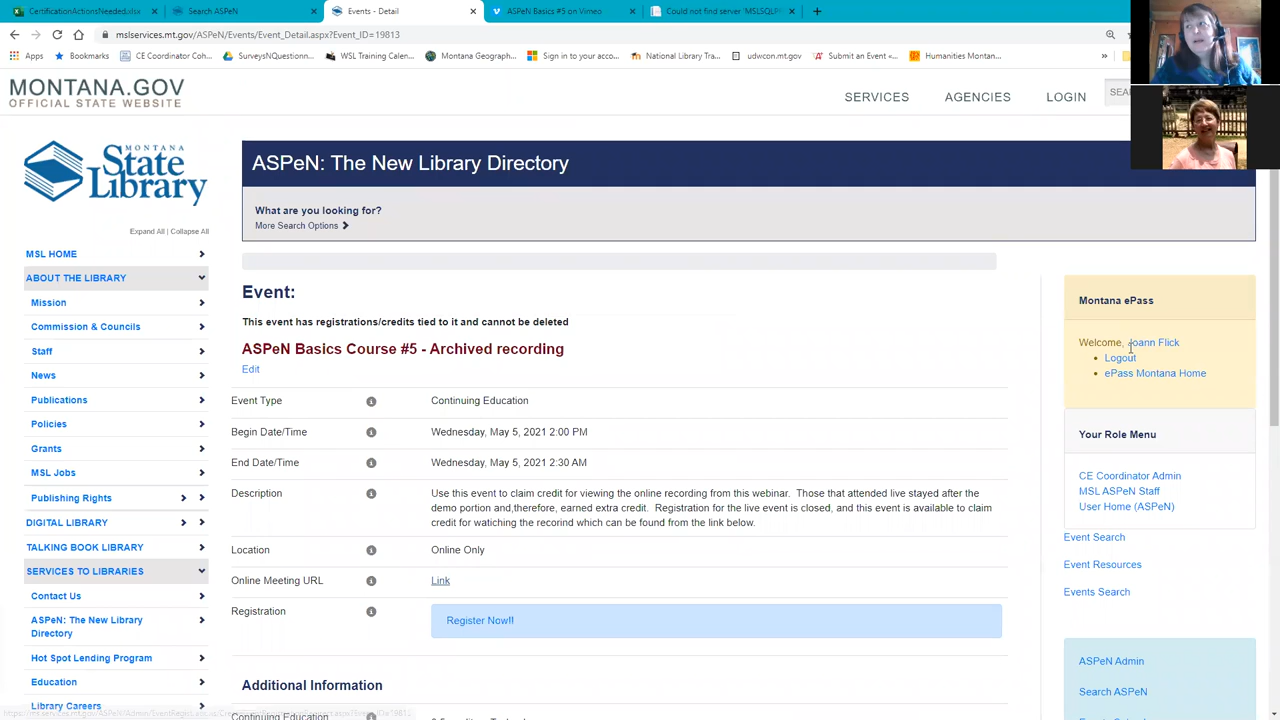 CertificationActionsNeeded.xlsx
Search ASPeN
Events - Detail
ASPeN Basics #5 on Vimeo
Could not find server 'MSLSQLP
mslservices.mt.gov/ASPeN/Events/Event_Detail.aspx?Event_ID=19813
Apps
Bookmarks
CE Coordinator Com...
SurveysNQuestionn...
WSL Training Calen...
Montana Geograph...
Sign in to your acco...
National Library Tra...
udwcon.mt.gov
Submit an Event «...
Humanities Montan...
MONTANA.GOV
OFFICIAL STATE WEBSITE
SERVICES
AGENCIES
LOGIN
SEA
MONTANA
State
Library
ASPeN: The New Library Directory
What are you looking for?
More Search Options
Expand All | Collapse All
MSL HOME
ABOUT THE LIBRARY
Mission
Commission & Councils
Staff
News
Publications
Policies
Grants
MSL Jobs
Publishing Rights
DIGITAL LIBRARY
TALKING BOOK LIBRARY
SERVICES TO LIBRARIES
Contact Us
ASPeN: The New Library
Directory
Hot Spot Lending Program
Education
Library Careers
Event:
This event has registrations/credits tied to it and cannot be deleted
ASPeN Basics Course #5 - Archived recording
Edit
Event Type
Continuing Education
Begin Date/Time
Wednesday, May 5, 2021 2:00 PM
End Date/Time
Wednesday, May 5, 2021 2:30 AM
Description
Use this event to claim credit for viewing the online recording from this webinar. Those that attended live stayed after the
demo portion and,therefore, earned extra credit. Registration for the live event is closed, and this event is available to claim
credit for watching the recorind which can be found from the link below.
Location
Online Only
Online Meeting URL
Link
Registration
Register Now!!
Additional Information
Continuing Education
Montana ePass
Welcome, Joann Flick
Logout
ePass Montana Home
Your Role Menu
CE Coordinator Admin
MSL ASPeN Staff
User Home (ASPeN)
Event Search
Event Resources
Events Search
ASPeN Admin
Search ASPeN